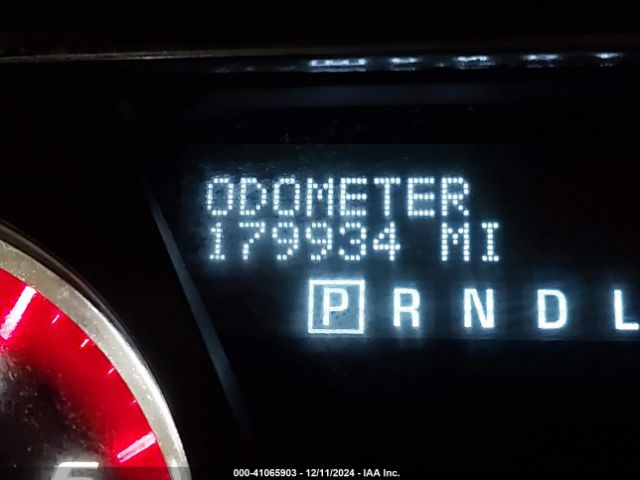 ODOMETER
179934 MI
P R N D L
000-41065903 - 12/11/2024 - IAA Inc.